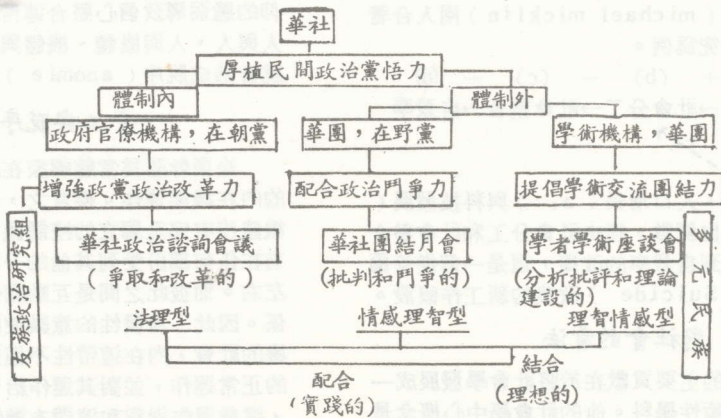 華社
厚植民間政治黨悟力
體制內
體制外
政府官僚機構，在朝黨
華團，在野黨
學術機構，華團
增強政黨政治改革力
配合政治鬥爭力
提倡學術交流團結力
華社政治諮詢會議
(爭取和改革的)
華社團結月會
(批判和鬥爭的)
學者學術座談會
(分析批評和理論
建設的)
友族政治研究組
多元民族
法理型
情感理智型
理智情感型
配合
(實踐的)
結合
(理想的)